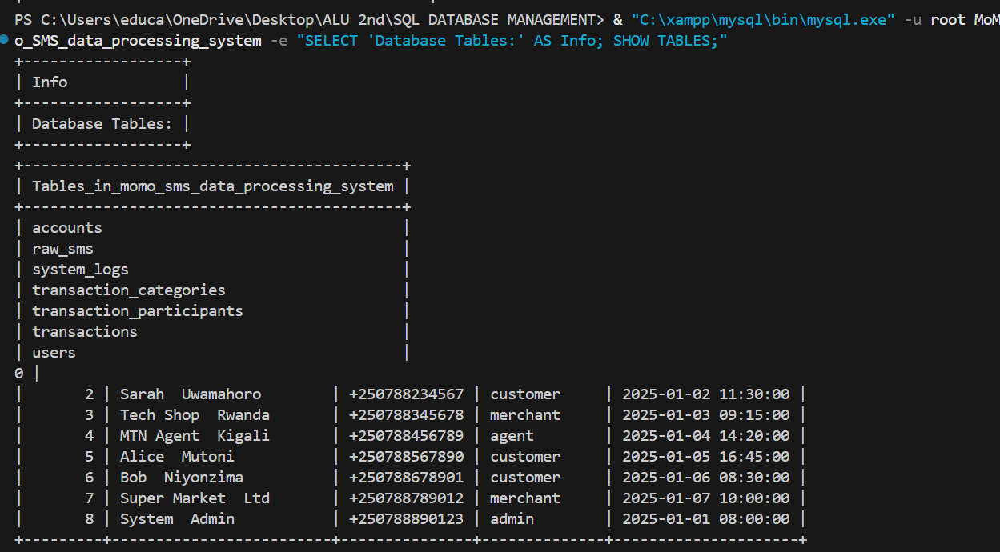 PS C:\Users\educa\OneDrive\Desktop\ALU 2nd\SQL DATABASE MANAGEMENT> & "C:\xampp\mysql\bin\mysql.exe" -u root MoM
o_SMS_data_processing_system -e "SELECT 'Database Tables:' AS Info; SHOW TABLES;"
+------------------+
| Info             |
+------------------+
| Database Tables: |
+------------------+
+-------------------------------------------+
| Tables_in_momo_sms_data_processing_system |
+-------------------------------------------+
| accounts                                  |
| raw_sms                                   |
| system_logs                               |
| transaction_categories                    |
| transaction_participants                  |
| transactions                              |
| users                                     |
0 |
|       2 | Sarah  Uwamahoro        | +250788234567 | customer     | 2025-01-02 11:30:00 |
|       3 | Tech Shop  Rwanda       | +250788345678 | merchant     | 2025-01-03 09:15:00 |
|       4 | MTN Agent  Kigali       | +250788456789 | agent        | 2025-01-04 14:20:00 |
|       5 | Alice  Mutoni           | +250788567890 | customer     | 2025-01-05 16:45:00 |
|       6 | Bob  Niyonzima          | +250788678901 | customer     | 2025-01-06 08:30:00 |
|       7 | Super Market  Ltd       | +250788789012 | merchant     | 2025-01-07 10:00:00 |
|       8 | System  Admin           | +250788890123 | admin        | 2025-01-01 08:00:00 |
+---------+-------------------------+---------------+--------------+---------------------+